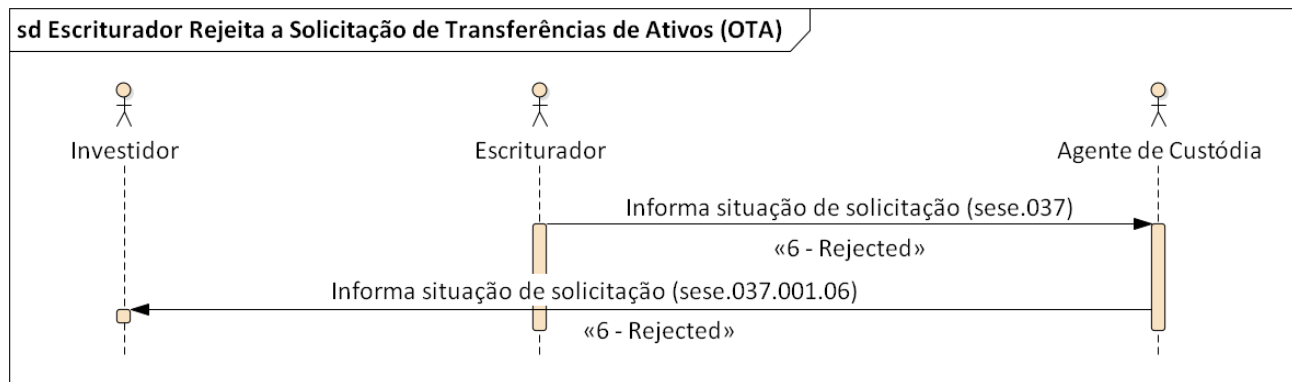 sd Escriturador Rejeita a Solicitação de Transferências de Ativos (OTA)
Investidor
Escriturador
Agente de Custódia
Informa situação de solicitação (sese.037)
«6 - Rejected»
Informa situação de solicitação (sese.037.001.06)
«6 - Rejected»